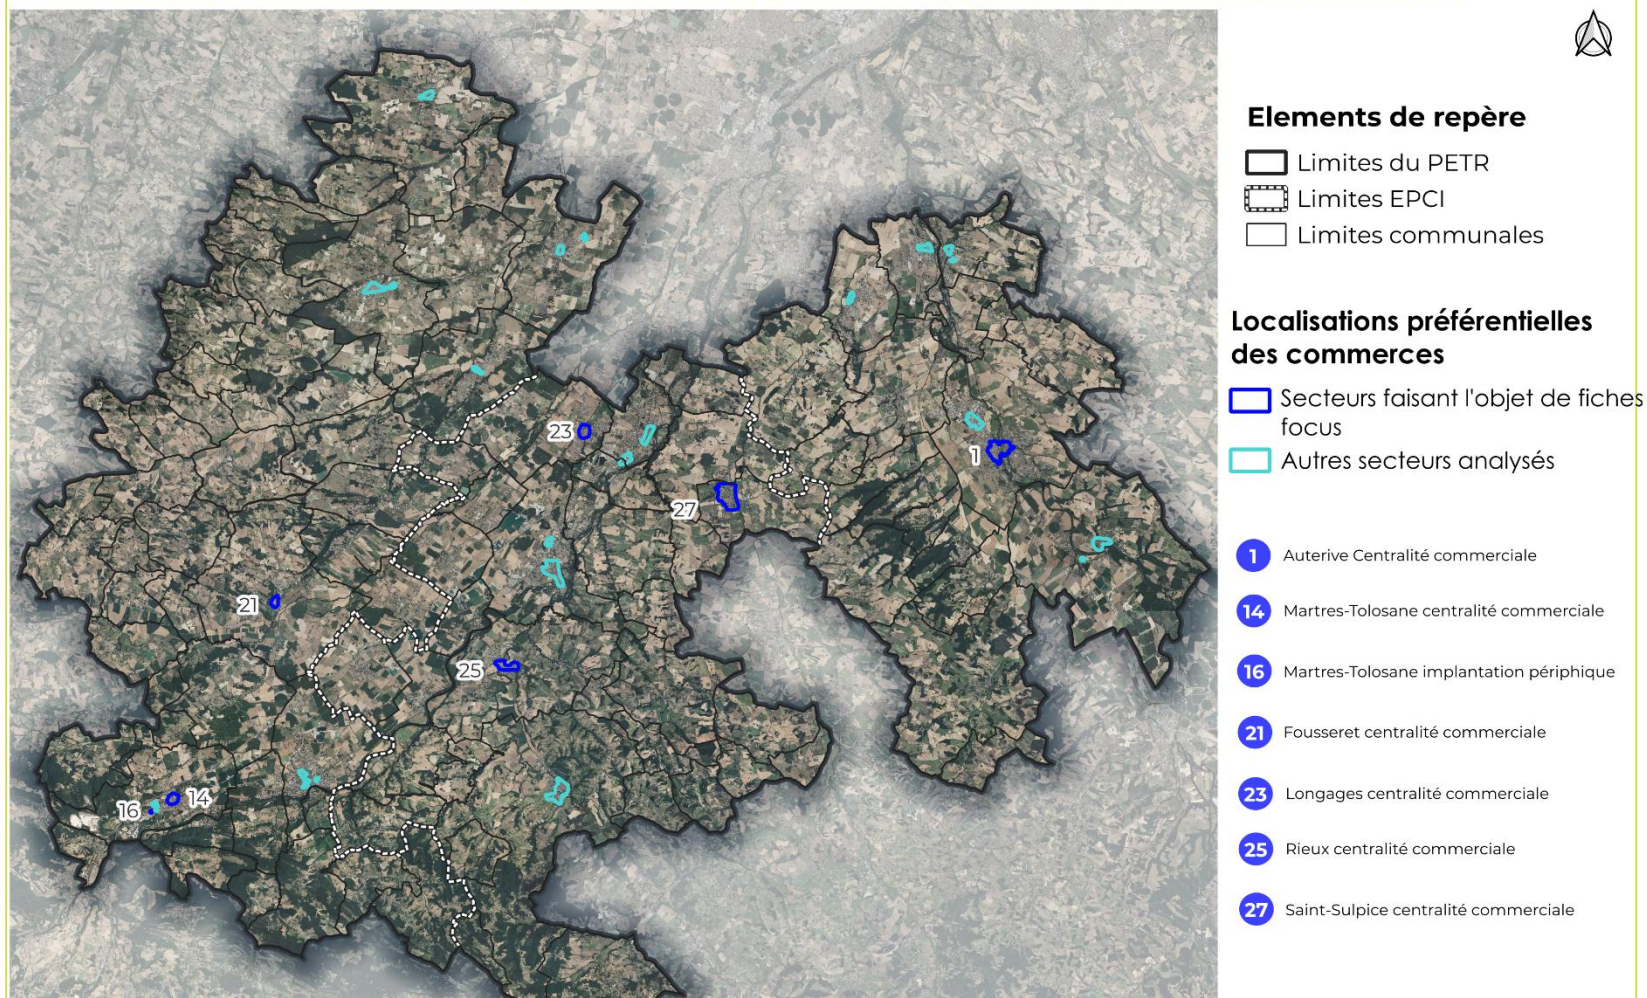 Elements de repère
Limites du PETR
Limites EPCI
Limites communales
Localisations préférentielles
des commerces
Secteurs faisant l'objet de fiches
focus
Autres secteurs analysés
1 Auterive Centralité commerciale
14 Martres-Tolosane centralité commerciale
16 Martres-Tolosane implantation périphique
21 Fousseret centralité commerciale
23 Longages centralité commerciale
25 Rieux centralité commerciale
27 Saint-Sulpice centralité commerciale
23
1
27
21
25
16
14